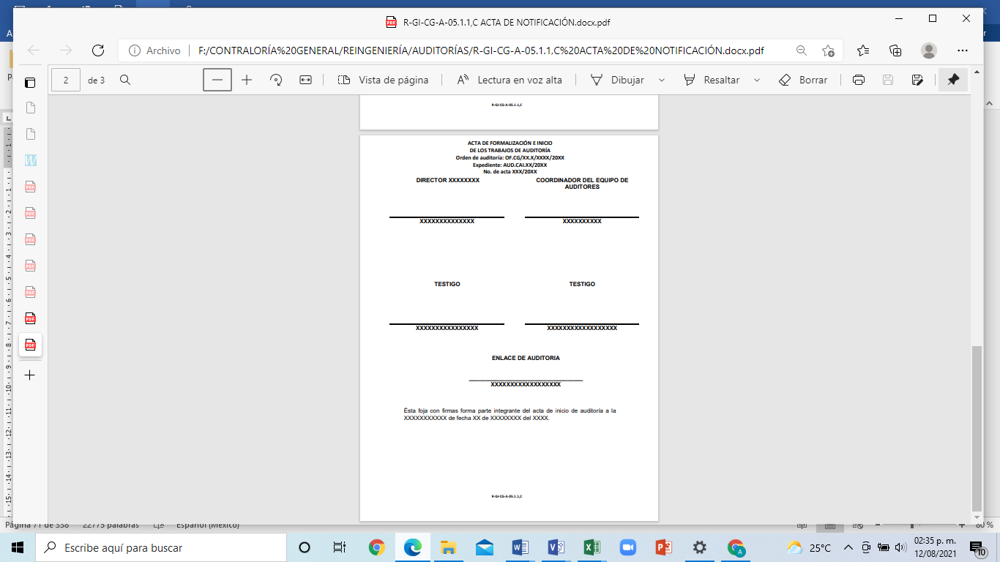 R-GI-CG-A-05.1.1,C ACTA DE NOTIFICACIÓN.docx.pdf
Archivo
F:/CONTRALORÍA%20GENERAL/REINGENIERÍA/AUDITORÍAS/R-GI-CG-A-05.1.1,C%20ACTA%20DE%20NOTIFICACIÓN.docx.pdf
2 de 3
Vista de página
Lectura en voz alta
Dibujar
Resaltar
Borrar
R-GI-CG-A-05.1.1,C
ACTA DE FORMALIZACIÓN E INICIO
DE LOS TRABAJOS DE AUDITORÍA
Orden de auditoría: OF.CG/XX.X/XXXX/20XX
Expediente: AUD.CAI.XX/20XX
No. de acta XXX/20XX
DIRECTOR XXXXXXXX
COORDINADOR DEL EQUIPO DE
AUDITORES
XXXXXXXXXXXXXX
XXXXXXXXXX
TESTIGO
TESTIGO
XXXXXXXXXXXXXXXX
XXXXXXXXXXXXXXXXXX
ENLACE DE AUDITORIA
XXXXXXXXXXXXXXXXXX
Ésta foja con firmas forma parte integrante del acta de inicio de auditoría a la
XXXXXXXXXXX de fecha XX de XXXXXXXX del XXXX.
R-GI-CG-A-05.1.1,C
Página 71 de 338 22775 palabras Español (México)
80 %
Escribe aquí para buscar
25°C
02:35 p. m.
12/08/2021
10